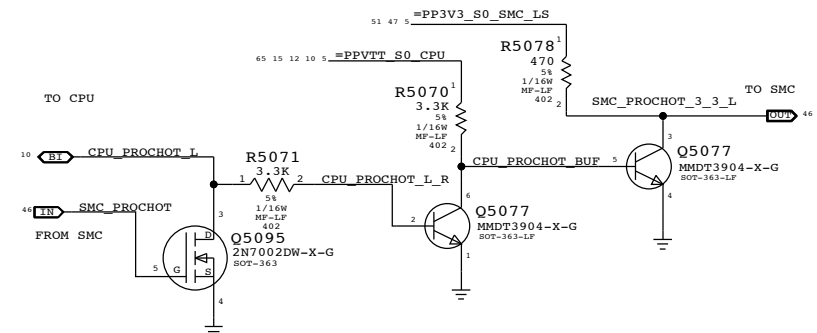 51 47 5 =PP3V3_S0_SMC_LS
65 15 12 10 5 =PPVTT_S0_CPU
R5078 1
470
5%
1/16W
MF-LF
402 2
R5070 1
3.3K
5%
1/16W
MF-LF
402 2
TO CPU
TO SMC
SMC_PROCHOT_3_3_L
OUT 46
10 BI CPU_PROCHOT_L
R5071
3.3K
1 2
5%
1/16W
MF-LF
402
CPU_PROCHOT_L_R
CPU_PROCHOT_BUF 5
3
Q5077
MMDT3904-X-G
SOT-363-LF
4
46 IN SMC_PROCHOT
FROM SMC
3
D
Q5095
2N7002DW-X-G
SOT-363
5 G S
4
6
2
Q5077
MMDT3904-X-G
SOT-363-LF
1